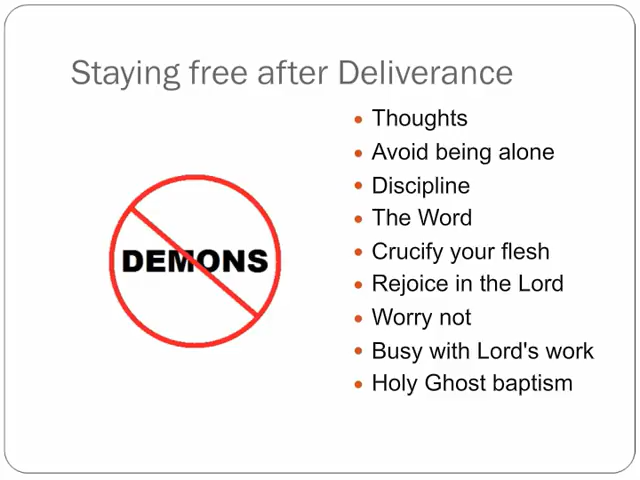 Staying free after Deliverance
DEMONS
Thoughts
Avoid being alone
Discipline
The Word
Crucify your flesh
Rejoice in the Lord
Worry not
Busy with Lord's work
Holy Ghost baptism